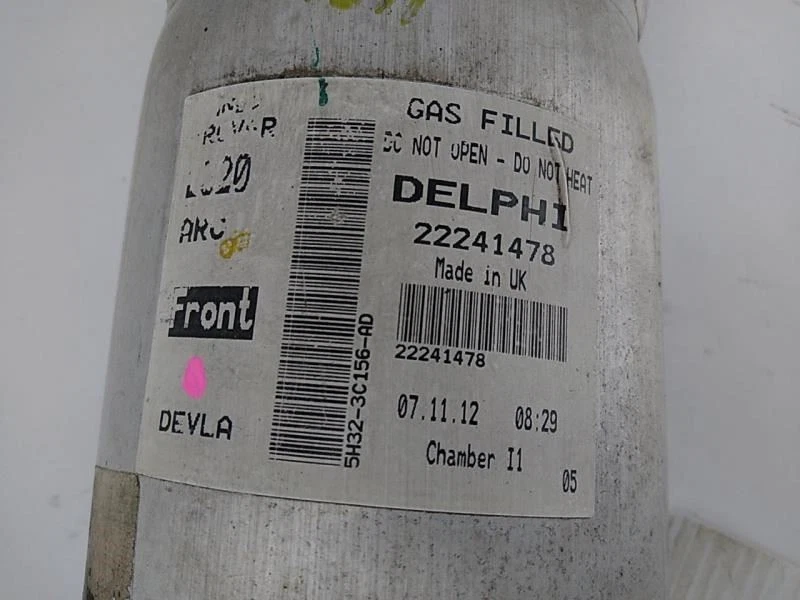 GAS FILLED
DO NOT OPEN - DO NOT HEAT
DELPHI
22241478
Made in UK
22241478
07.11.12 08:29
Chamber I1
05
ARC
Front
DEVLA
5H32-3C156-AD